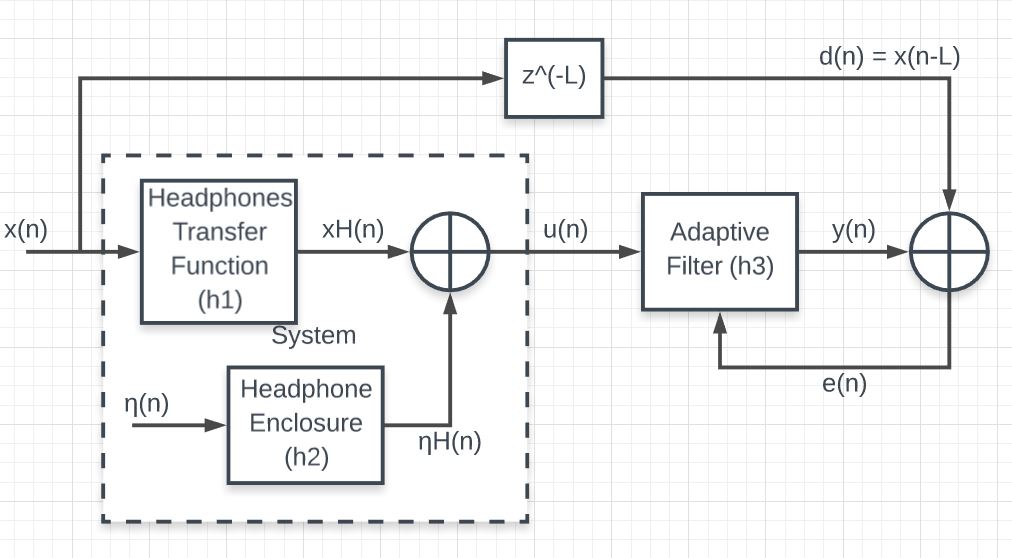 z^(-L)
d(n) = x(n-L)
x(n)
Headphones
Transfer
Function
(h1)
xH(n)
u(n)
Adaptive
Filter (h3)
y(n)
System
e(n)
η(n)
Headphone
Enclosure
(h2)
ηH(n)